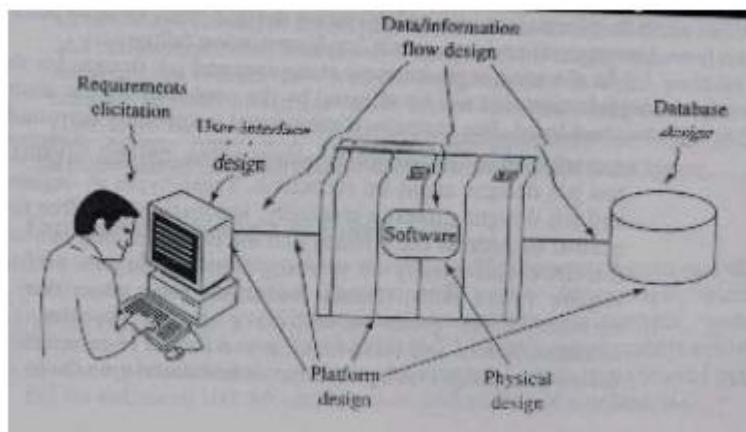 Data/information
flow design
Requirements
elicitation
User interface
design
Database
design
Software
Platform
design
Physical
design